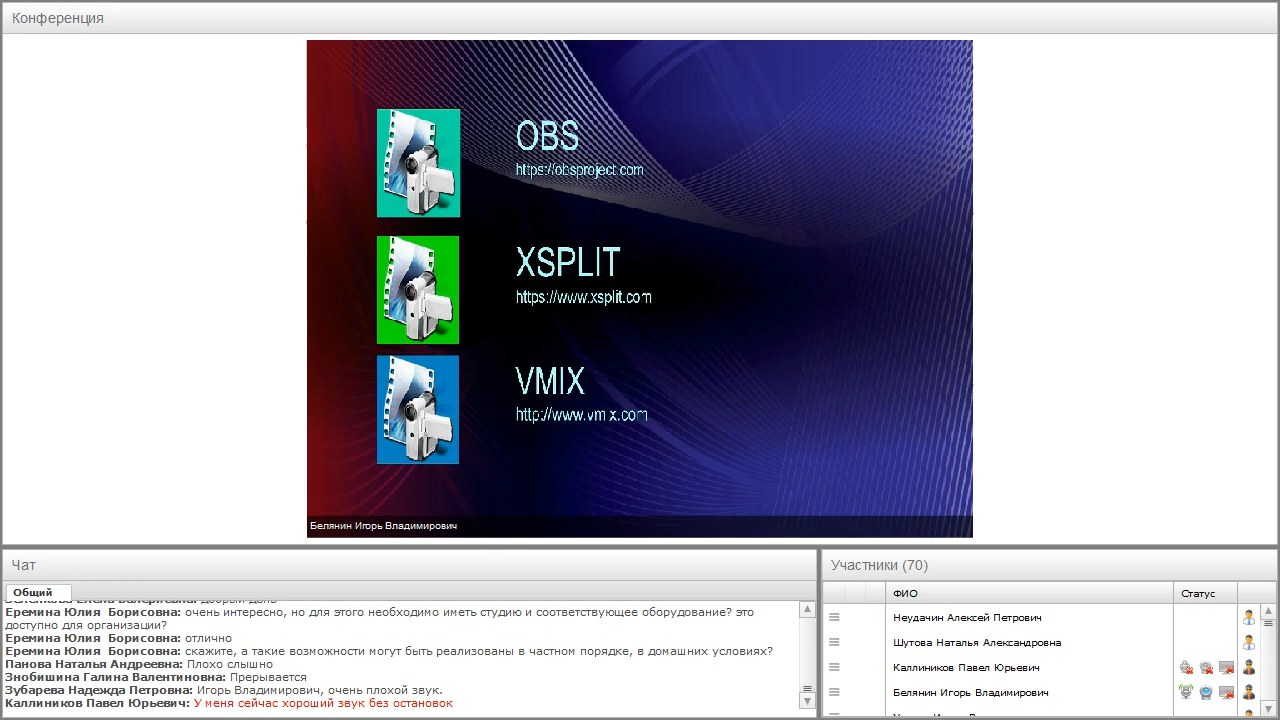 Конференция
OBS
https://obsproject.com
XSPLIT
https://www.xsplit.com
VMIX
http://www.vmix.com
Белянин Игорь Владимирович
Чат
Общий
Еремина Юлия Борисовна: очень интересно, но для этого необходимо иметь студию и соответствующее оборудование? это
доступно для организации?
Еремина Юлия Борисовна: отлично
Еремина Юлия Борисовна: скажите, а такие возможности могут быть реализованы в частном порядке, в домашних условиях?
Панова Наталья Андреевна: Плохо слышно
Знобишина Галина Валентиновна: Прерывается
Зубарева Надежда Петровна: Игорь Владимирович, очень плохой звук.
Каллиников Павел Юрьевич: У меня сейчас хороший звук без остановок
Участники (70)
ФИО Статус
Неудачин Алексей Петрович
Шутова Наталья Александровна
Каллиников Павел Юрьевич
Белянин Игорь Владимирович